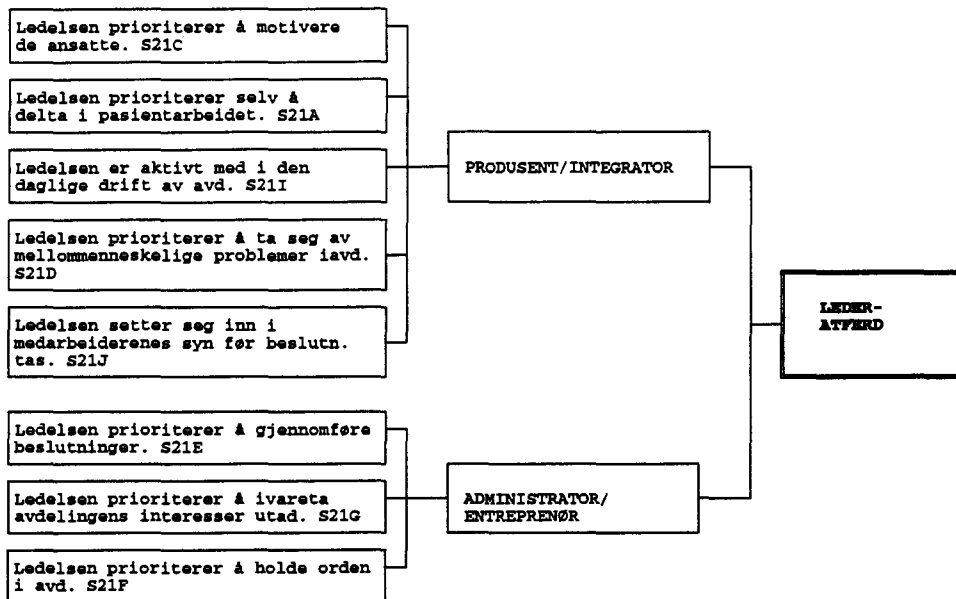 Ledelsen prioriterer å motivere
de ansatte. S21C
Ledelsen prioriterer selv å
delta i pasientarbeidet. S21A
Ledelsen er aktivt med i den
daglige drift av avd. S21I
Ledelsen prioriterer å ta seg av
mellommenneskelige problemer iavd.
S21D
Ledelsen setter seg inn i
medarbeiderenes syn før beslutn.
tas. S21J
PRODUSENT/INTEGRATOR
Ledelsen prioriterer å gjennomføre
beslutninger. S21E
Ledelsen prioriterer å ivareta
avdelingens interesser utad. S21G
Ledelsen prioriterer å holde orden
i avd. S21F
ADMINISTRATOR/
ENTREPRENØR
LEDER-
ATFERD